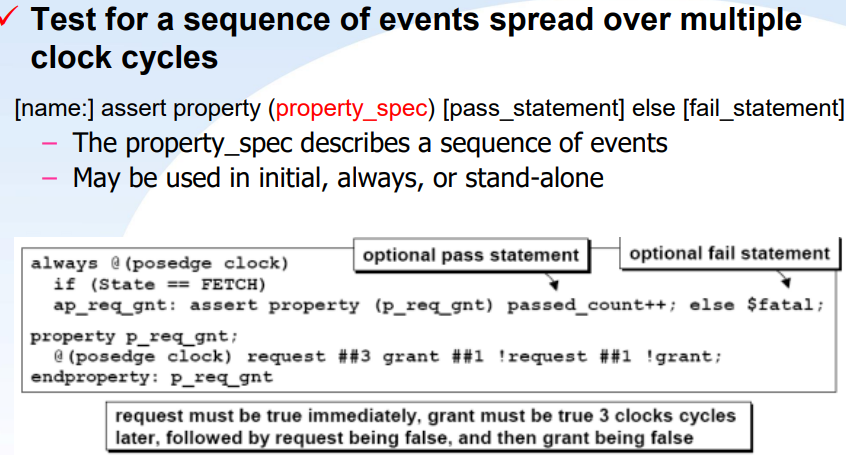 ✓ Test for a sequence of events spread over multiple
clock cycles
[name:] assert property (property_spec) [pass_statement] else [fail_statement]
– The property_spec describes a sequence of events
– May be used in initial, always, or stand-alone
optional pass statement
optional fail statement
always @(posedge clock)
if (State == FETCH)
ap_req_gnt: assert property (p_req_gnt) passed_count++; else $fatal;
property p_req_gnt;
@(posedge clock) request ##3 grant ##1 !request ##1 !grant;
endproperty: p_req_gnt
request must be true immediately, grant must be true 3 clocks cycles
later, followed by request being false, and then grant being false